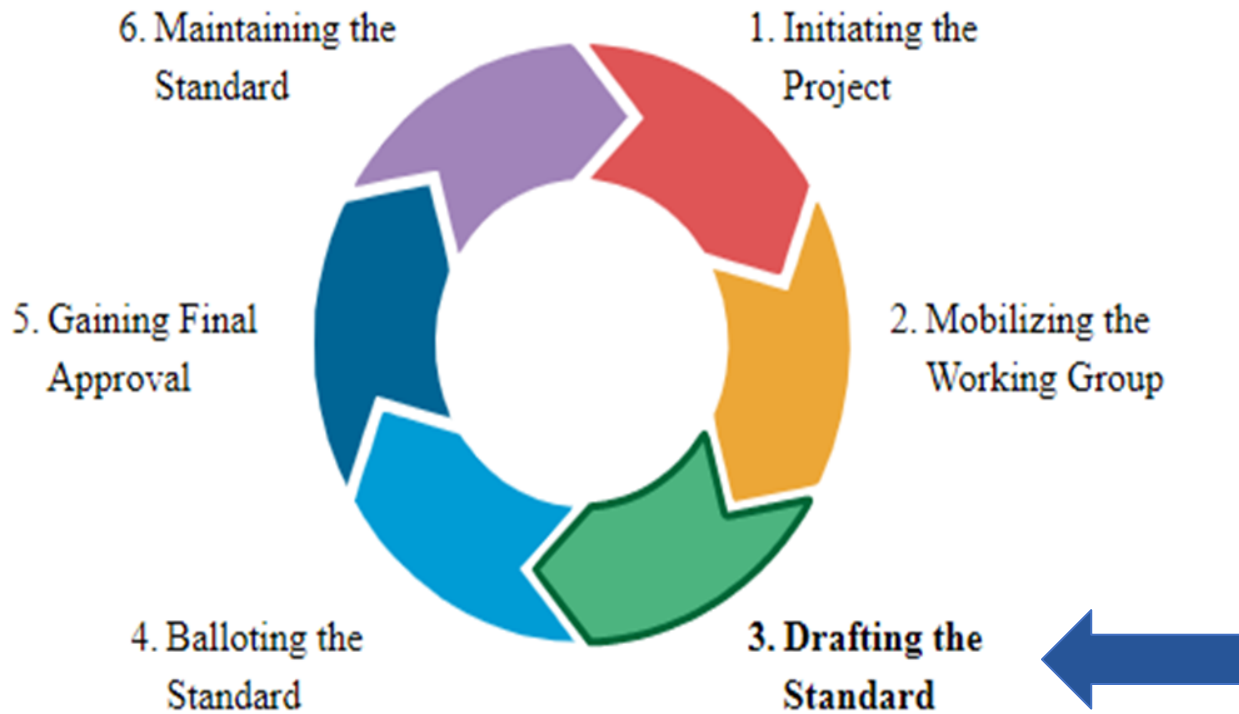 1. Initiating the
Project
2. Mobilizing the
Working Group
3. Drafting the
Standard
4. Balloting the
Standard
5. Gaining Final
Approval
6. Maintaining the
Standard